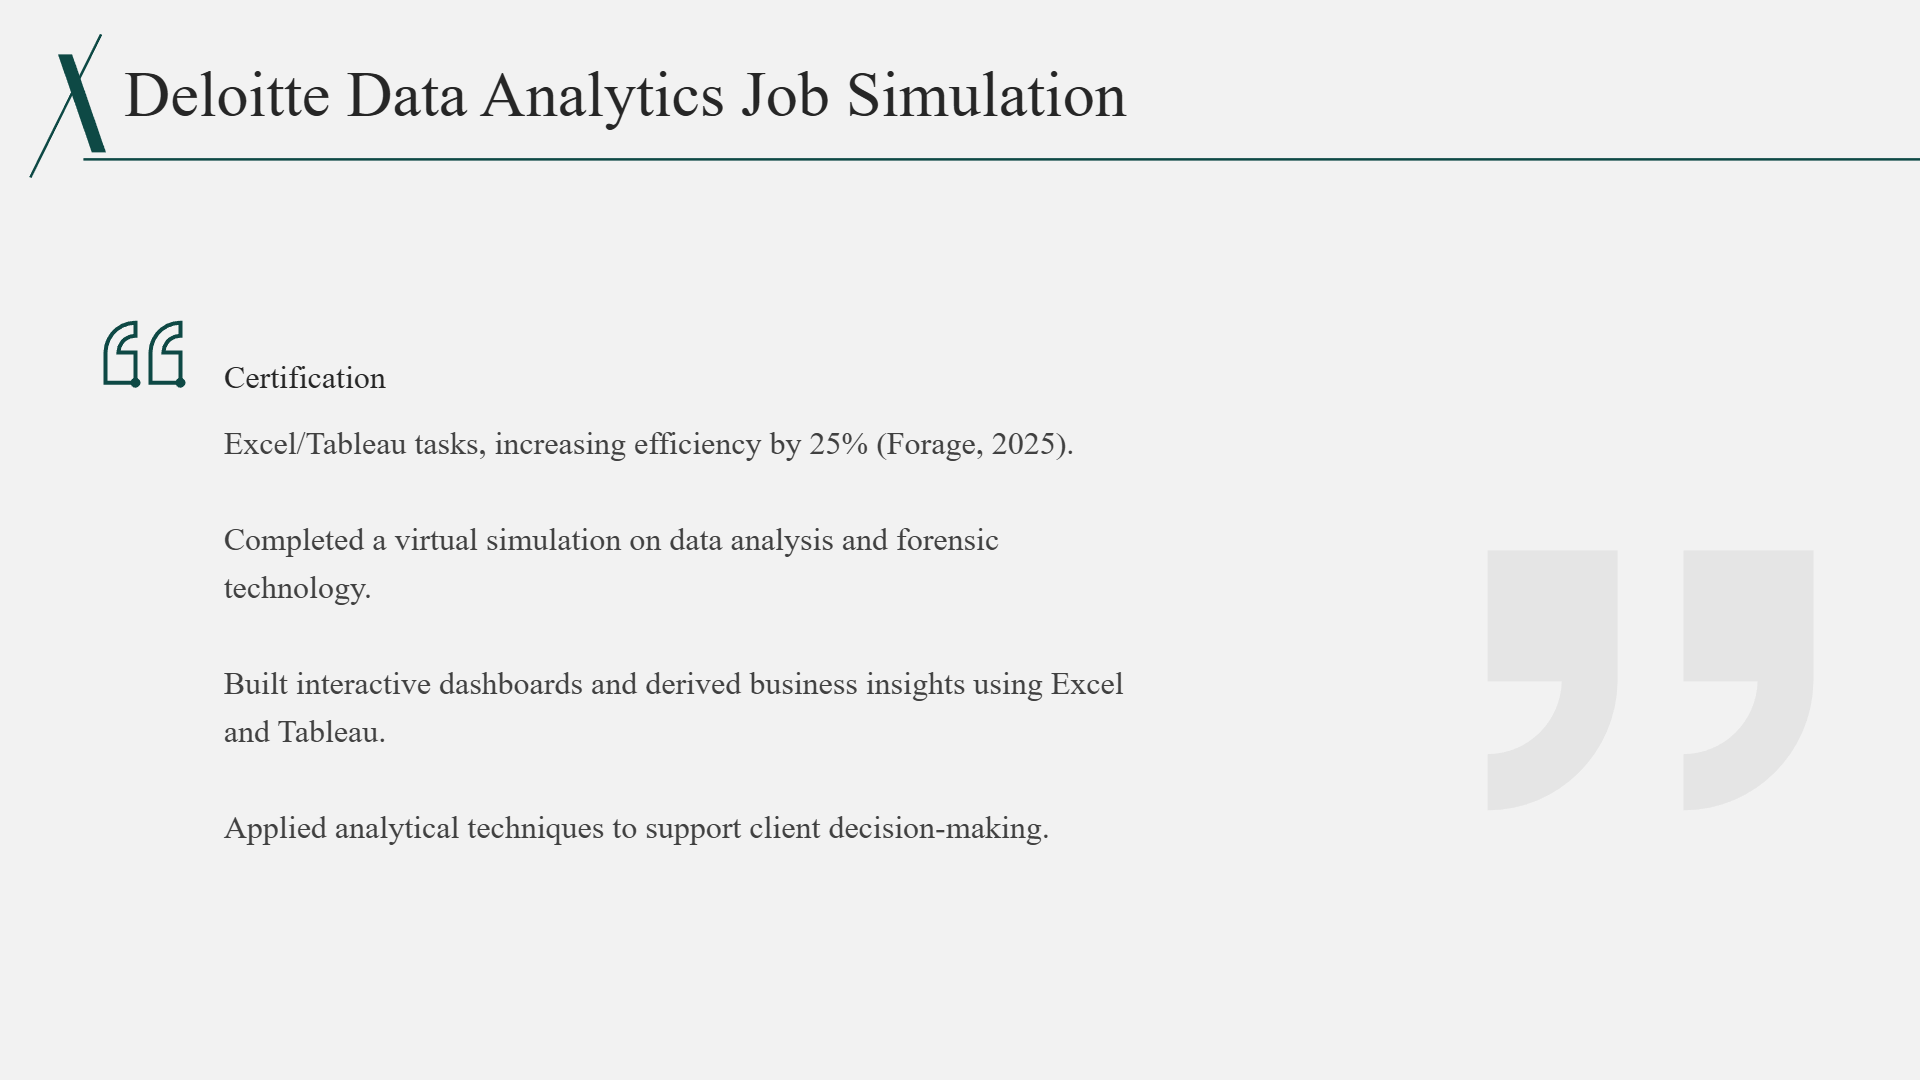 Deloitte Data Analytics Job Simulation
Certification
Excel/Tableau tasks, increasing efficiency by 25% (Forage, 2025).
Completed a virtual simulation on data analysis and forensic
technology.
Built interactive dashboards and derived business insights using Excel
and Tableau.
Applied analytical techniques to support client decision-making.